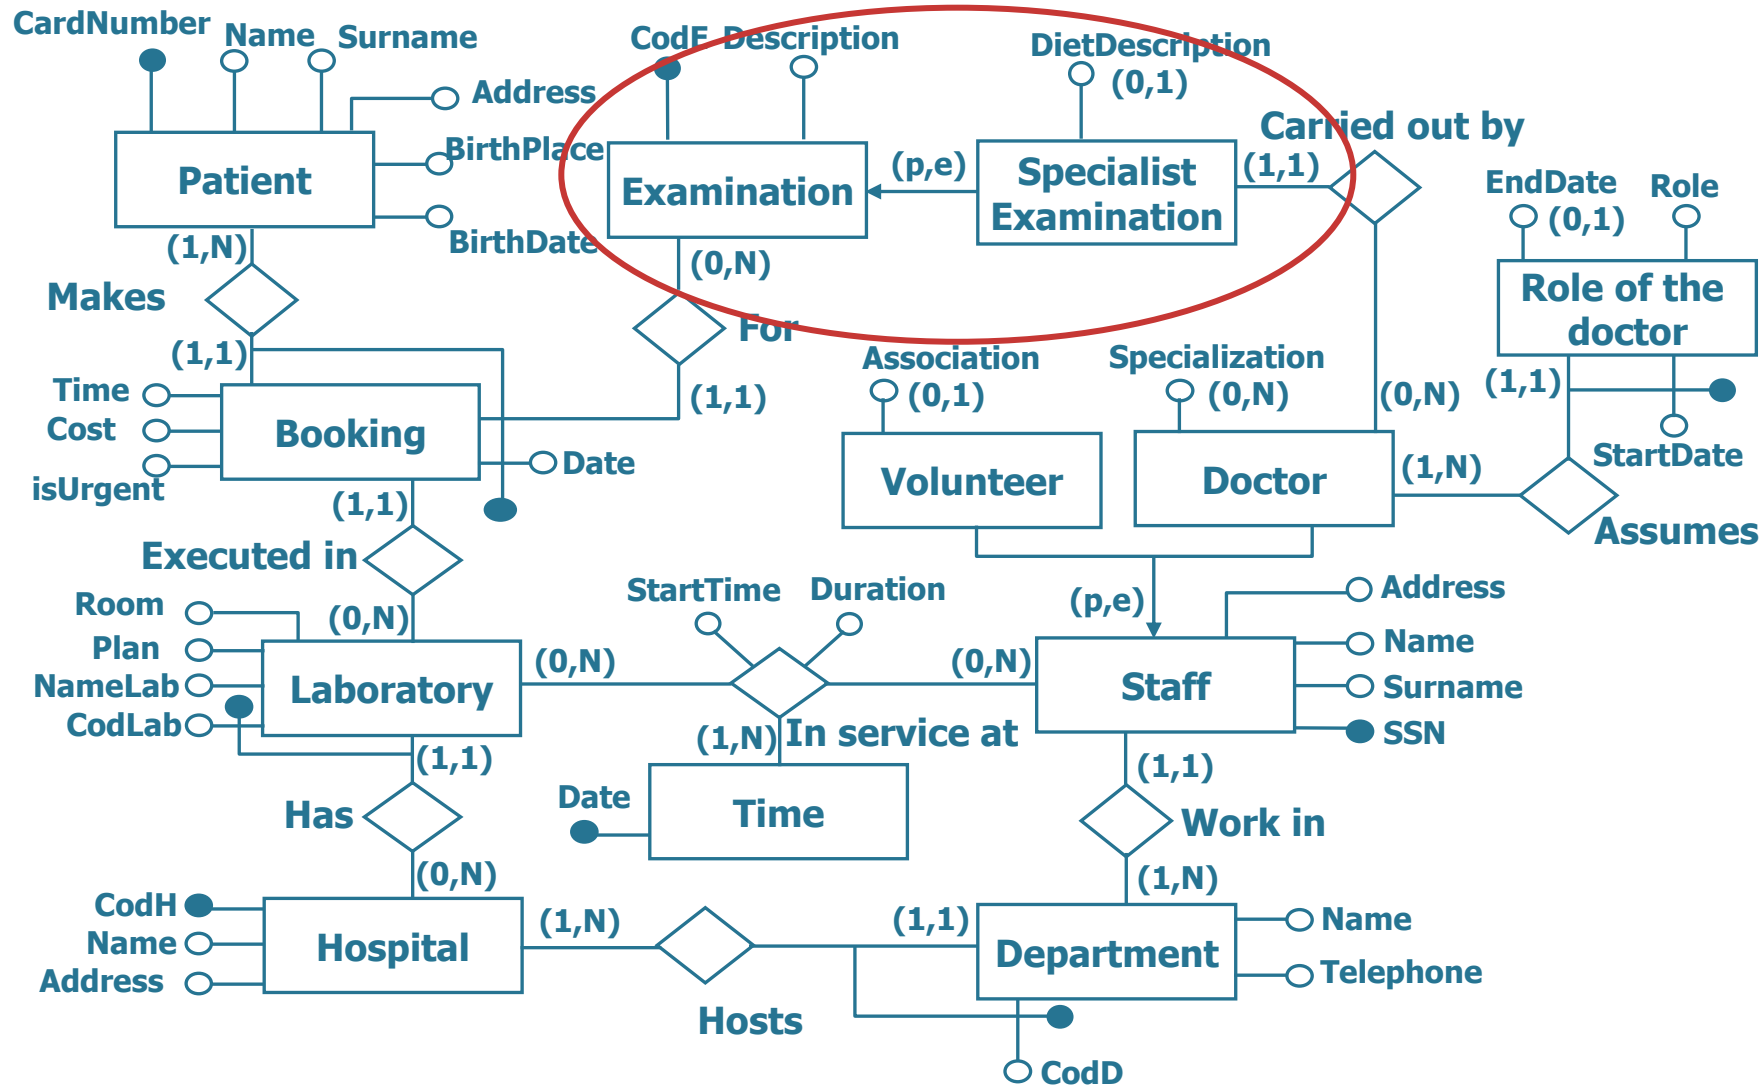 CardNumber
Name
Surname
CodE
Description
DietDescription
(0,1)
Address
Carried out by
BirthPlace
Patient
Examination
(p,e)
Specialist
Examination
(1,1)
EndDate
(0,1)
Role
BirthDate
(1,N)
(0,N)
Role of the
doctor
Makes
For
(1,1)
Association
(0,1)
Specialization
(0,N)
(0,N)
(1,1)
Time
Cost
isUrgent
Booking
(1,1)
Date
Volunteer
Doctor
(1,N)
StartDate
(1,1)
Assumes
Executed in
StartTime
Duration
(p,e)
Address
Room
(0,N)
Plan
NameLab
CodLab
Laboratory
(0,N)
(0,N)
Staff
Name
Surname
SSN
(1,N)
In service at
(1,1)
(1,1)
Has
Date
Time
Work in
(0,N)
(1,N)
CodH
Name
Address
Hospital
(1,N)
(1,1)
Department
Name
Telephone
Hosts
CodD